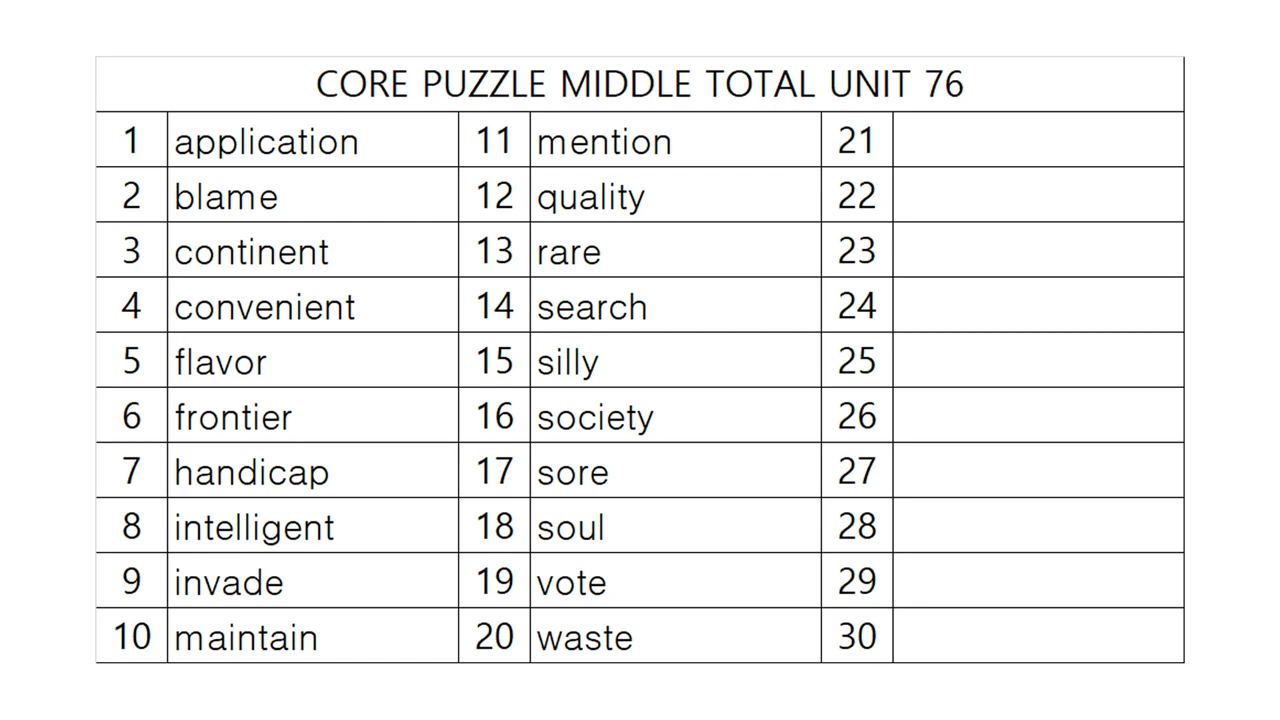 CORE PUZZLE MIDDLE TOTAL UNIT 76
1 application 11 mention 21
2 blame 12 quality 22
3 continent 13 rare 23
4 convenient 14 search 24
5 flavor 15 silly 25
6 frontier 16 society 26
7 handicap 17 sore 27
8 intelligent 18 soul 28
9 invade 19 vote 29
10 maintain 20 waste 30